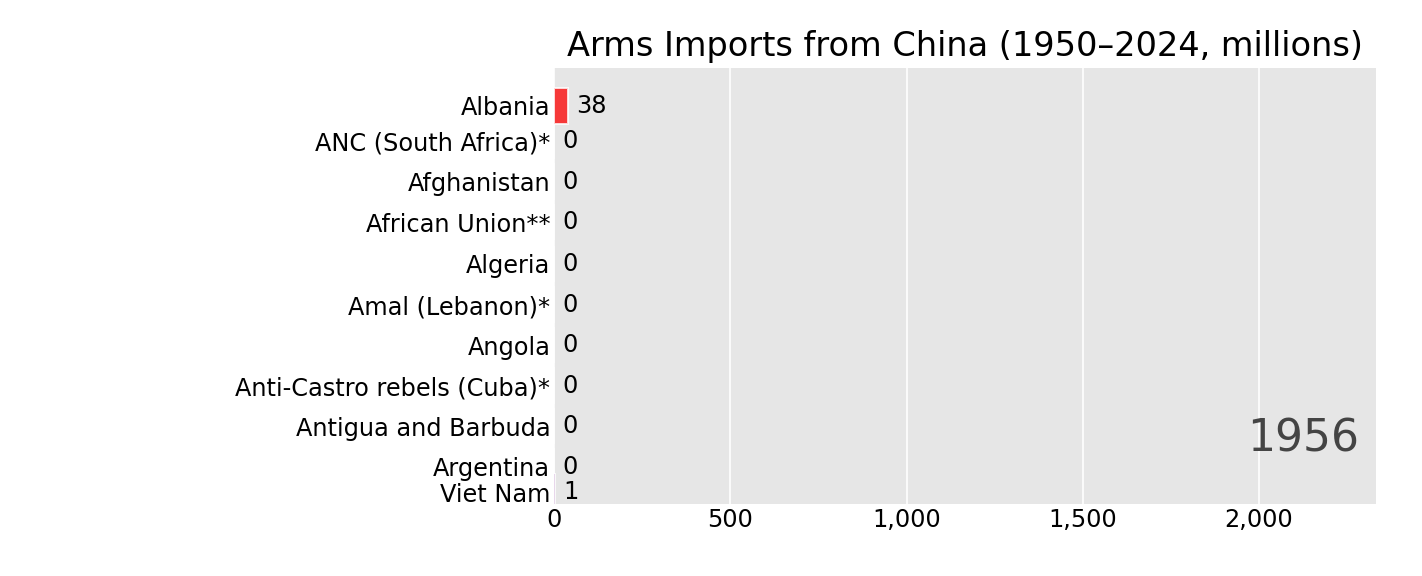 Arms Imports from China (1950–2024, millions)
Albania 38
ANC (South Africa)* 0
Afghanistan 0
African Union** 0
Algeria 0
Amal (Lebanon)* 0
Angola 0
Anti-Castro rebels (Cuba)* 0
Antigua and Barbuda 0
1956
Argentina 0
Viet Nam 1
0 500 1,000 1,500 2,000